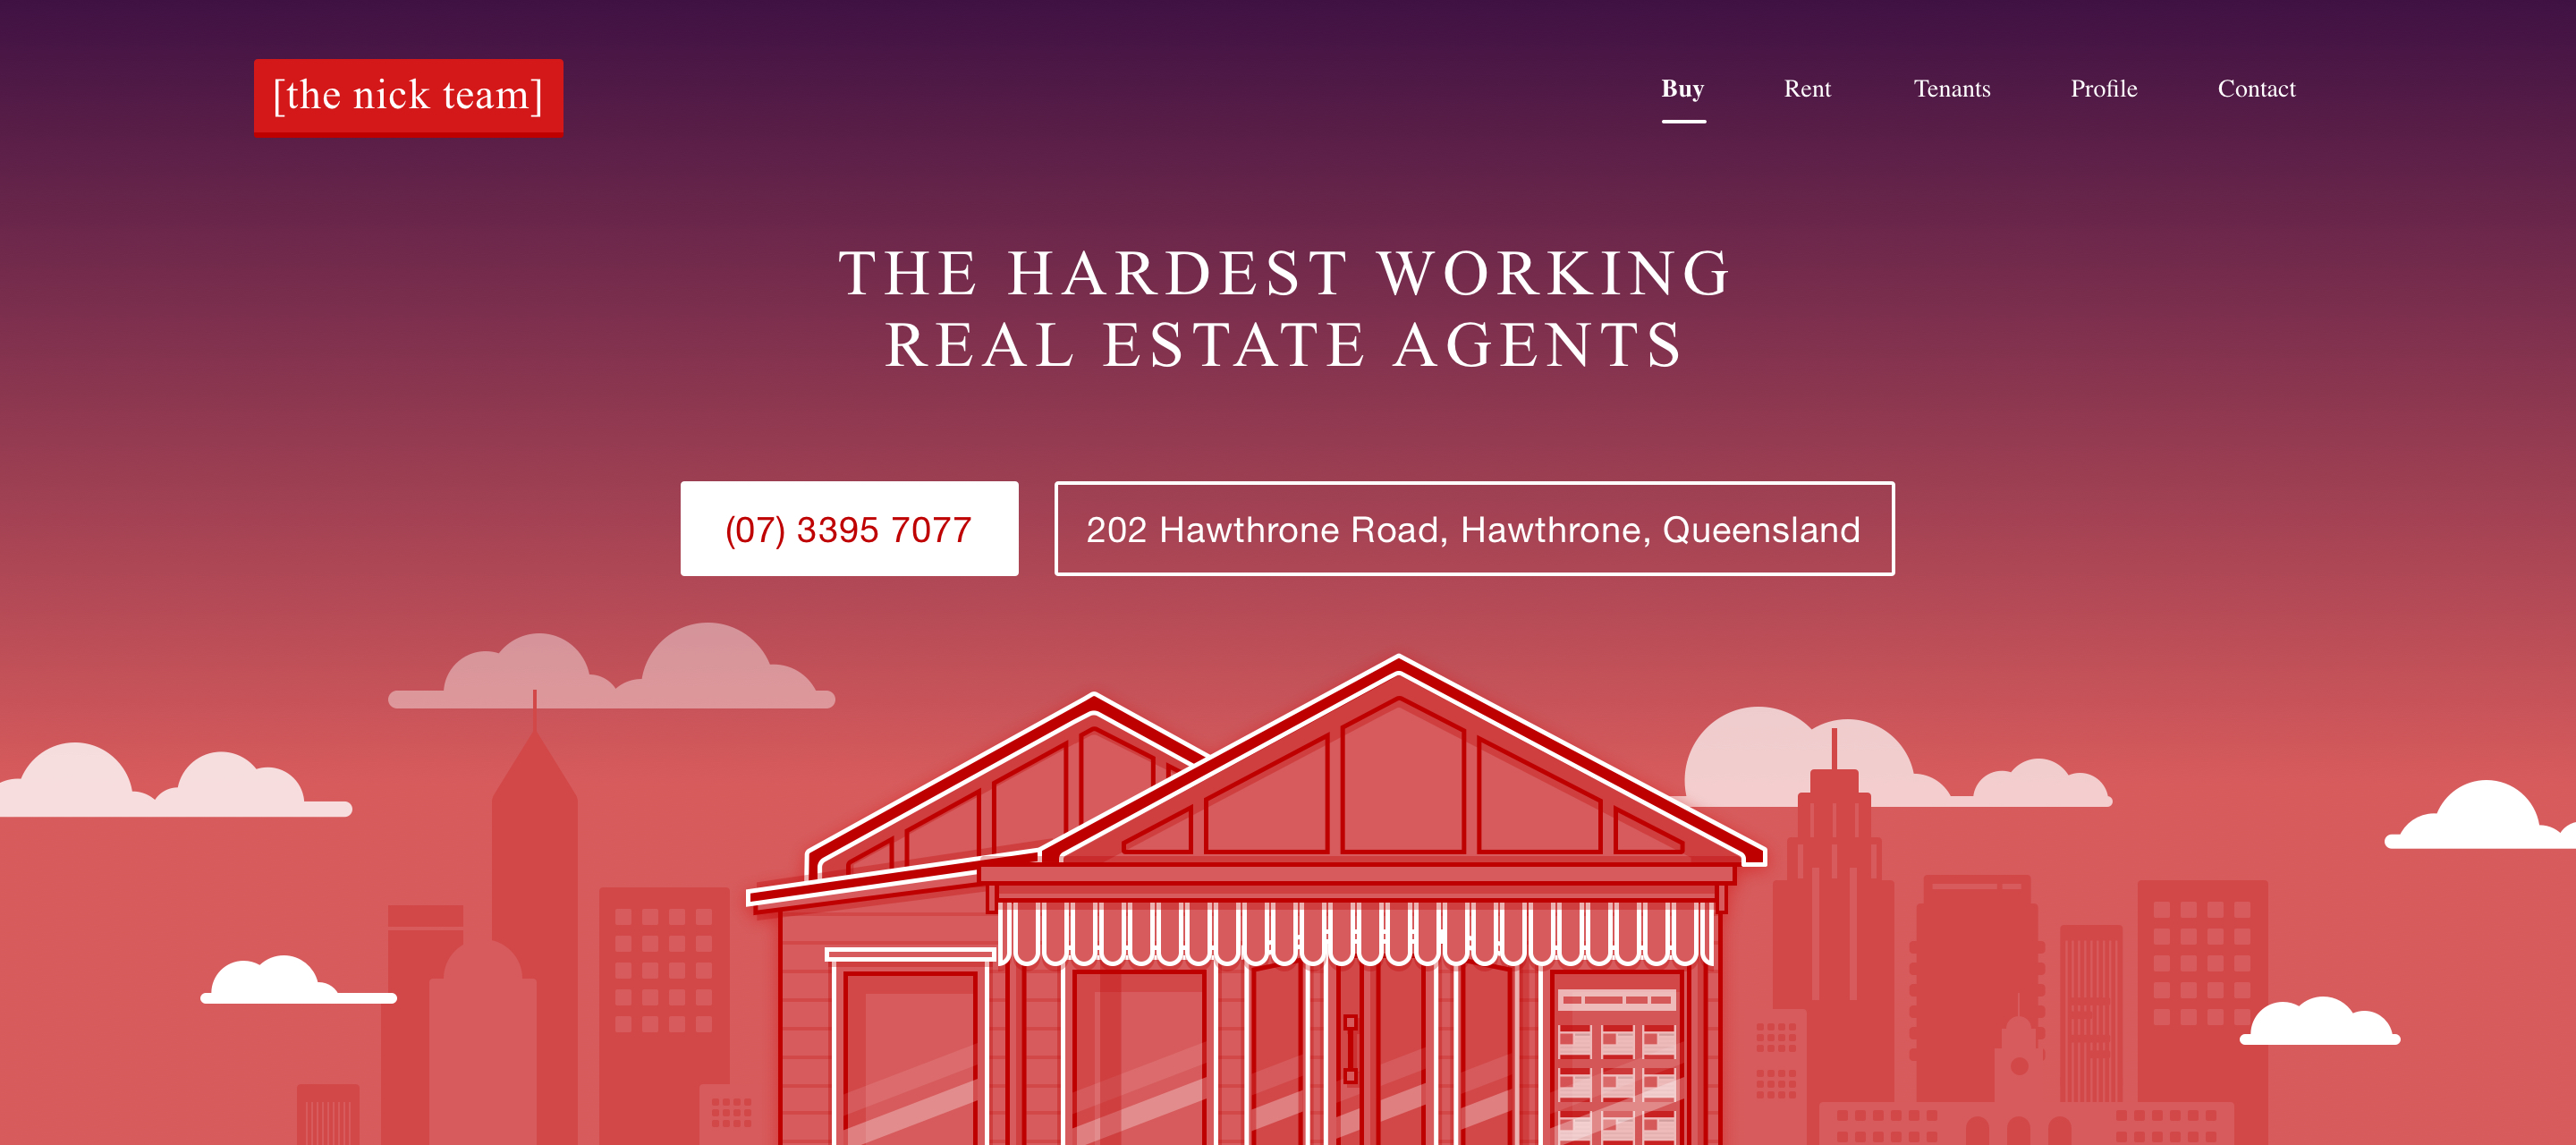 [the nick team]
Buy Rent Tenants Profile Contact
THE HARDEST WORKING
REAL ESTATE AGENTS
(07) 3395 7077
202 Hawthrone Road, Hawthrone, Queensland